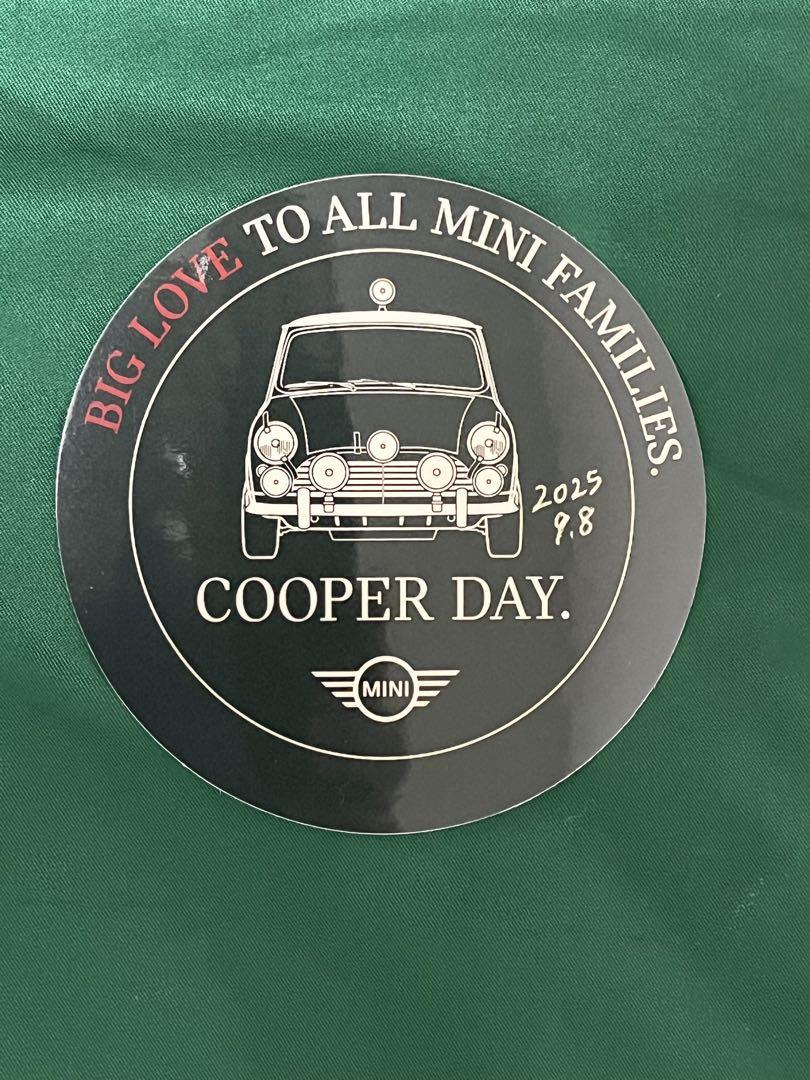 BIG LOVE TO ALL MINI FAMILIES.
2025
9.8
COOPER DAY.
MINI